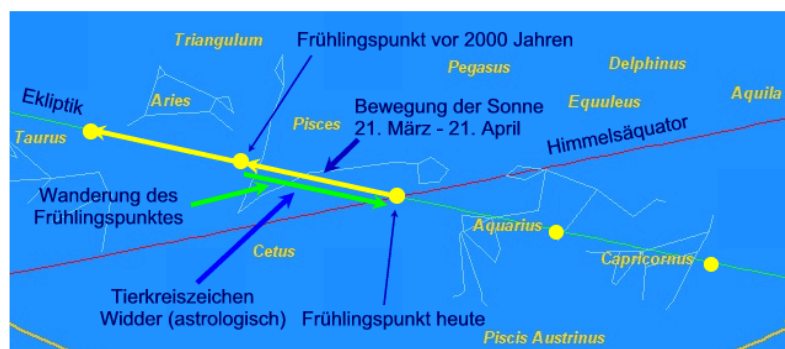 Triangulum
Frühlingspunkt vor 2000 Jahren
Pegasus
Delphinus
Ekliptik
Aries
Bewegung der Sonne
21. März - 21. April
Equuleus
Aquila
Taurus
Pisces
Himmelsäquator
Wanderung des
Frühlingspunktes
Cetus
Aquarius
Capricornus
Tierkreiszeichen
Widder (astrologisch)
Frühlingspunkt heute
Piscis Austrinus